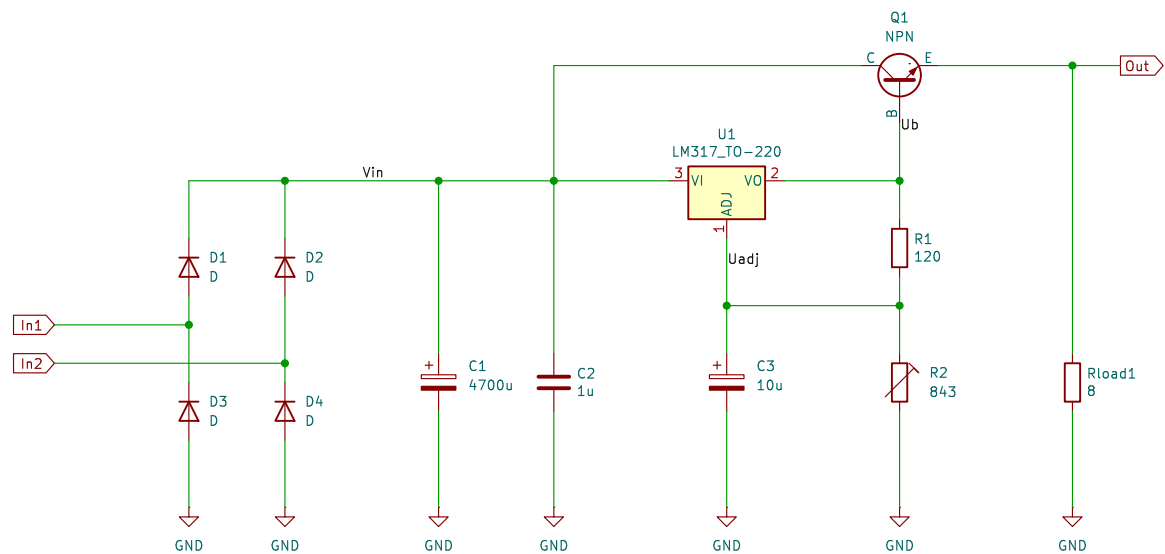 Q1
NPN
C
E
Out
B
Ub
U1
LM317_TO-220
Vin
3
VI
VO
2
ADJ
1
Uadj
R1
120
D1
D
D2
D
In1
In2
C1
4700u
C2
1u
C3
10u
R2
843
Rload1
8
D3
D
D4
D
GND
GND
GND
GND
GND
GND
GND